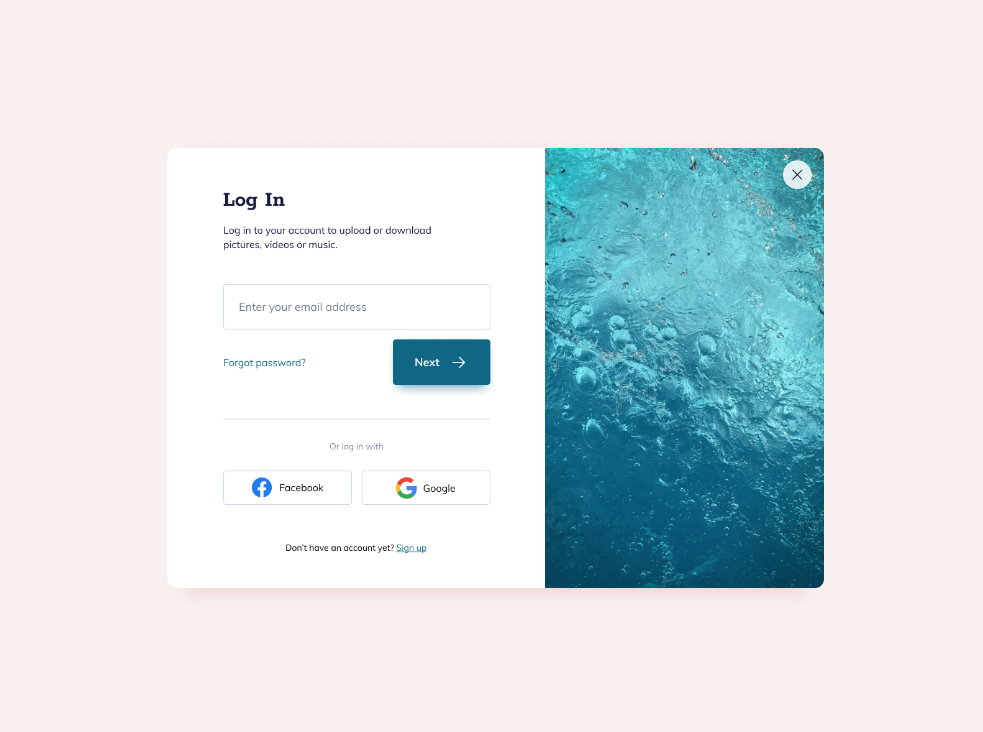 Log In
Log in to your account to upload or download
pictures, videos or music.
Enter your email address
Forgot password?
Next
Or log in with
Facebook
Google
Don't have an account yet? Sign up